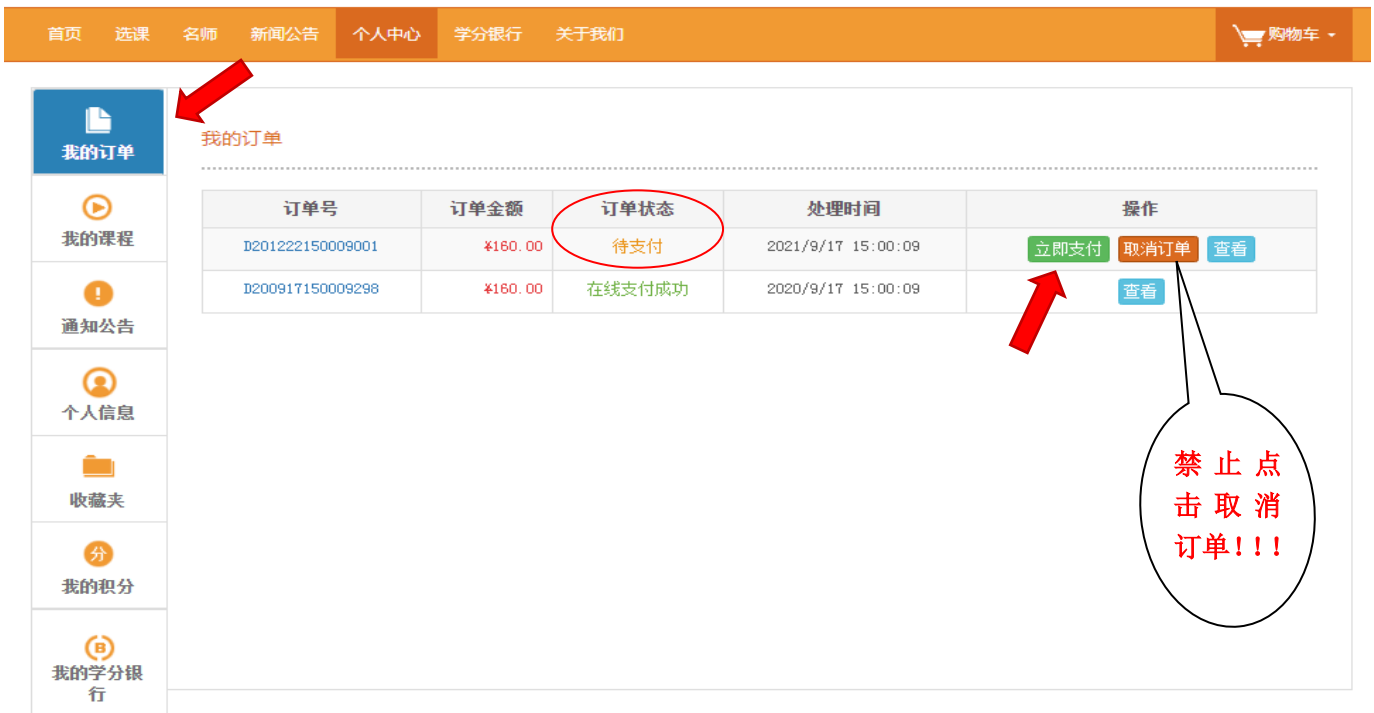 首页 选课 名师 新闻公告 个人中心 学分银行 关于我们 购物车
我的订单
我的课程
通知公告
个人信息
收藏夹
分
我的积分
B
我的学分银
行
我的订单
订单号 订单金额 订单状态 处理时间 操作
D201222150009001 ¥160.00 待支付 2021/9/17 15:00:09 立即支付 取消订单 查看
D200917150009298 ¥160.00 在线支付成功 2020/9/17 15:00:09 查看
禁止点
击取消
订单!!!